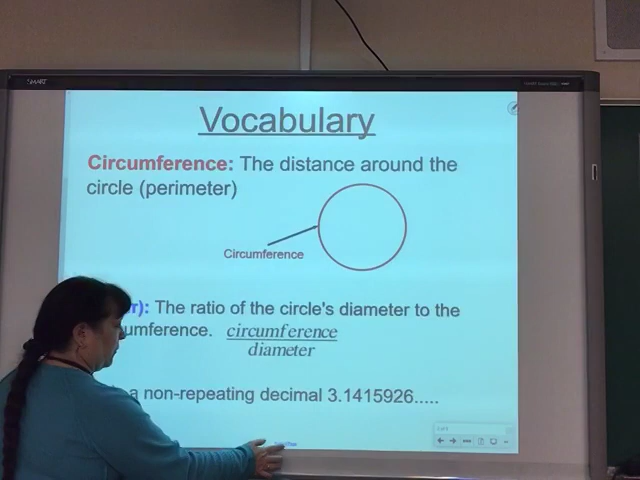 SMART
Vocabulary
Circumference: The distance around the
circle (perimeter)
Circumference
): The ratio of the circle's diameter to the
umference. circumference
diameter
a non-repeating decimal 3.1415926.....